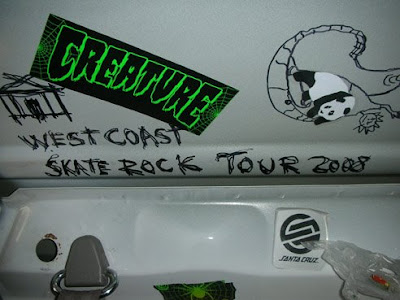 CREATURE
WEST COAST
SKATE ROCK TOUR 2008
SANTA CRUZ